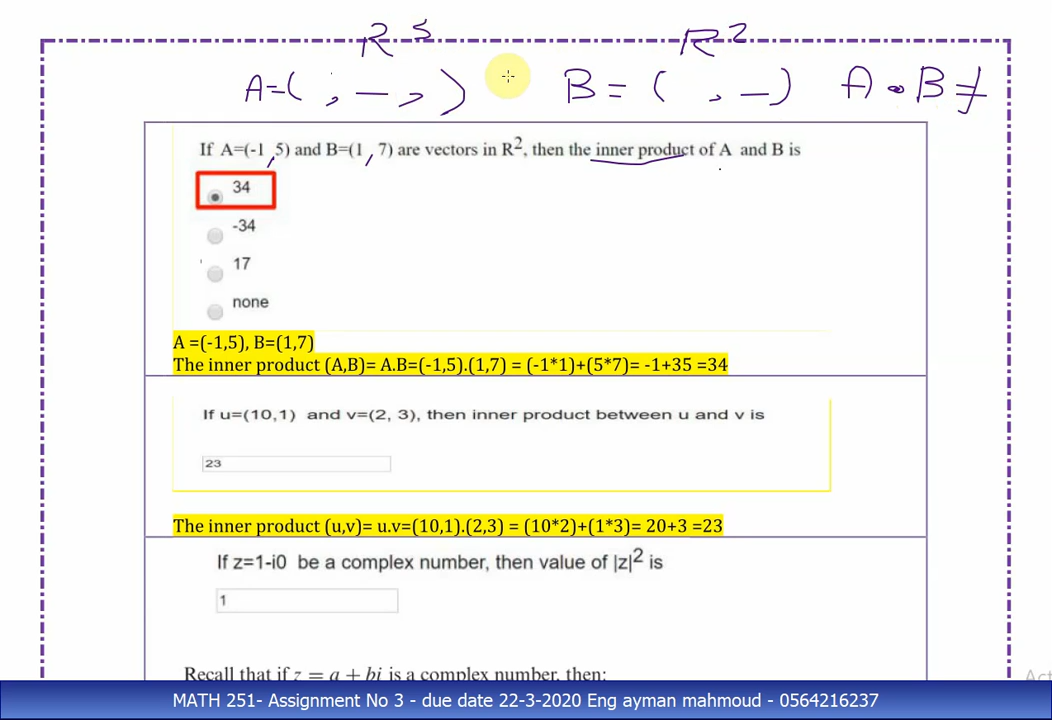 R⁵ R²
A=( , — , ) B = ( , — ) A • B ≠
If A=(-1 ,5) and B=(1 , 7) are vectors in R², then the inner product of A and B is
34
-34
17
none
A =(-1,5), B=(1,7)
The inner product (A,B)= A.B=(-1,5).(1,7) = (-1*1)+(5*7)= -1+35 =34
If u=(10,1) and v=(2, 3), then inner product between u and v is
23
The inner product (u,v)= u.v=(10,1).(2,3) = (10*2)+(1*3)= 20+3 =23
If z=1-i0 be a complex number, then value of |z|² is
1
Recall that if z = a + bi is a complex number, then:
MATH 251- Assignment No 3 - due date 22-3-2020 Eng ayman mahmoud - 0564216237